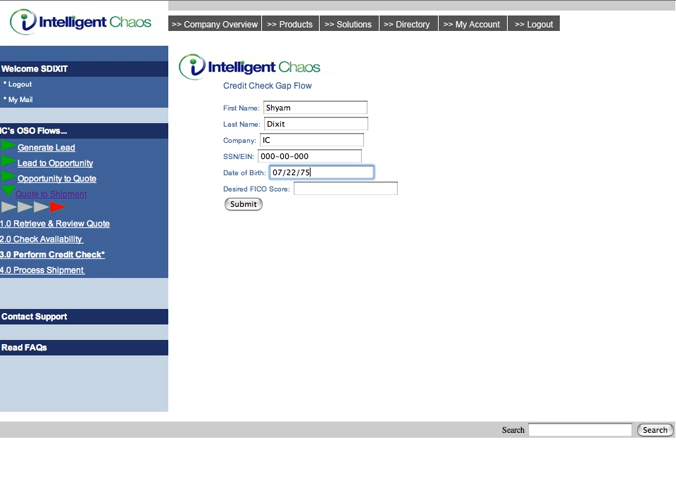 Intelligent Chaos
>> Company Overview >> Products >> Solutions >> Directory >> My Account >> Logout
Welcome SDIXIT
* Logout
* My Mail
IC's OSO Flows...
Generate Lead
Lead to Opportunity
Opportunity to Quote
Quote to Shipment
1.0 Retrieve & Review Quote
2.0 Check Availability
3.0 Perform Credit Check*
4.0 Process Shipment
Contact Support
Read FAQs
Intelligent Chaos
Credit Check Gap Flow
First Name: Shyam
Last Name: Dixit
Company: IC
SSN/EIN: 000-00-000
Date of Birth: 07/22/75
Desired FICO Score:
Submit
Search Search